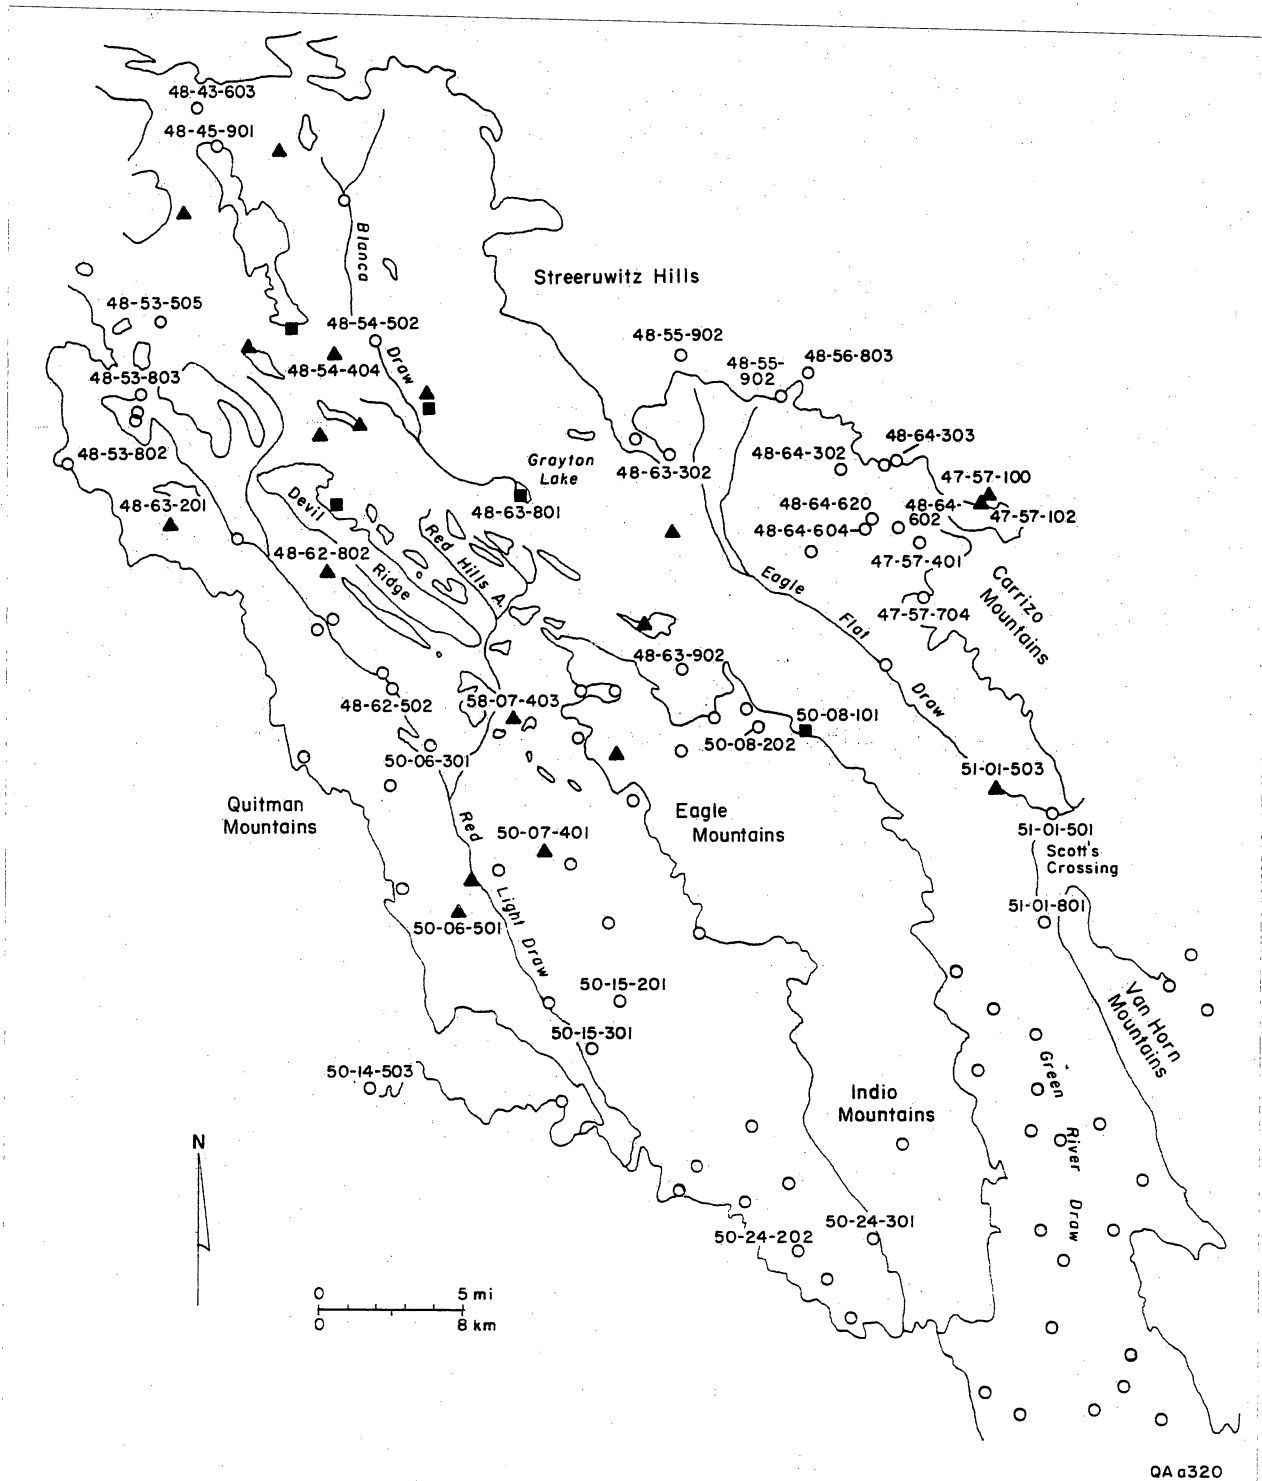 48-43-603
48-45-901
Blanca
Streeruwitz Hills
48-53-505
48-54-502
48-55-902
48-55-
902
48-56-803
Draw
48-54-404
48-53-803
48-53-802
Grayton
Lake
48-63-302
48-64-302
48-64-303
47-57-100
48-63-201
Devil
Ridge
48-63-801
48-64-620
48-64-
602
47-57-102
48-64-604
48-62-802
Red Hills A.
47-57-401
Eagle
Flat
Draw
47-57-704
Carrizo
Mountains
48-63-902
48-62-502
58-07-403
50-08-101
50-08-202
50-06-301
51-01-503
Quitman
Mountains
Eagle
Mountains
Red
Light Draw
50-07-401
51-01-501
Scott's
Crossing
51-01-801
50-06-501
50-15-201
Van Horn
Mountains
50-15-301
50-14-503
Green
River
Draw
Indio
Mountains
N
50-24-202
50-24-301
0 5 mi
0 8 km
QA a320